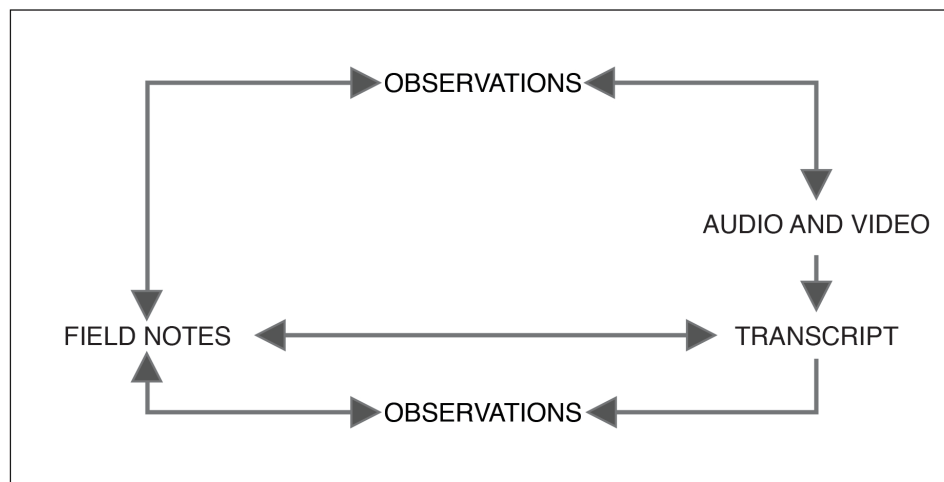 OBSERVATIONS
AUDIO AND VIDEO
FIELD NOTES
TRANSCRIPT
OBSERVATIONS